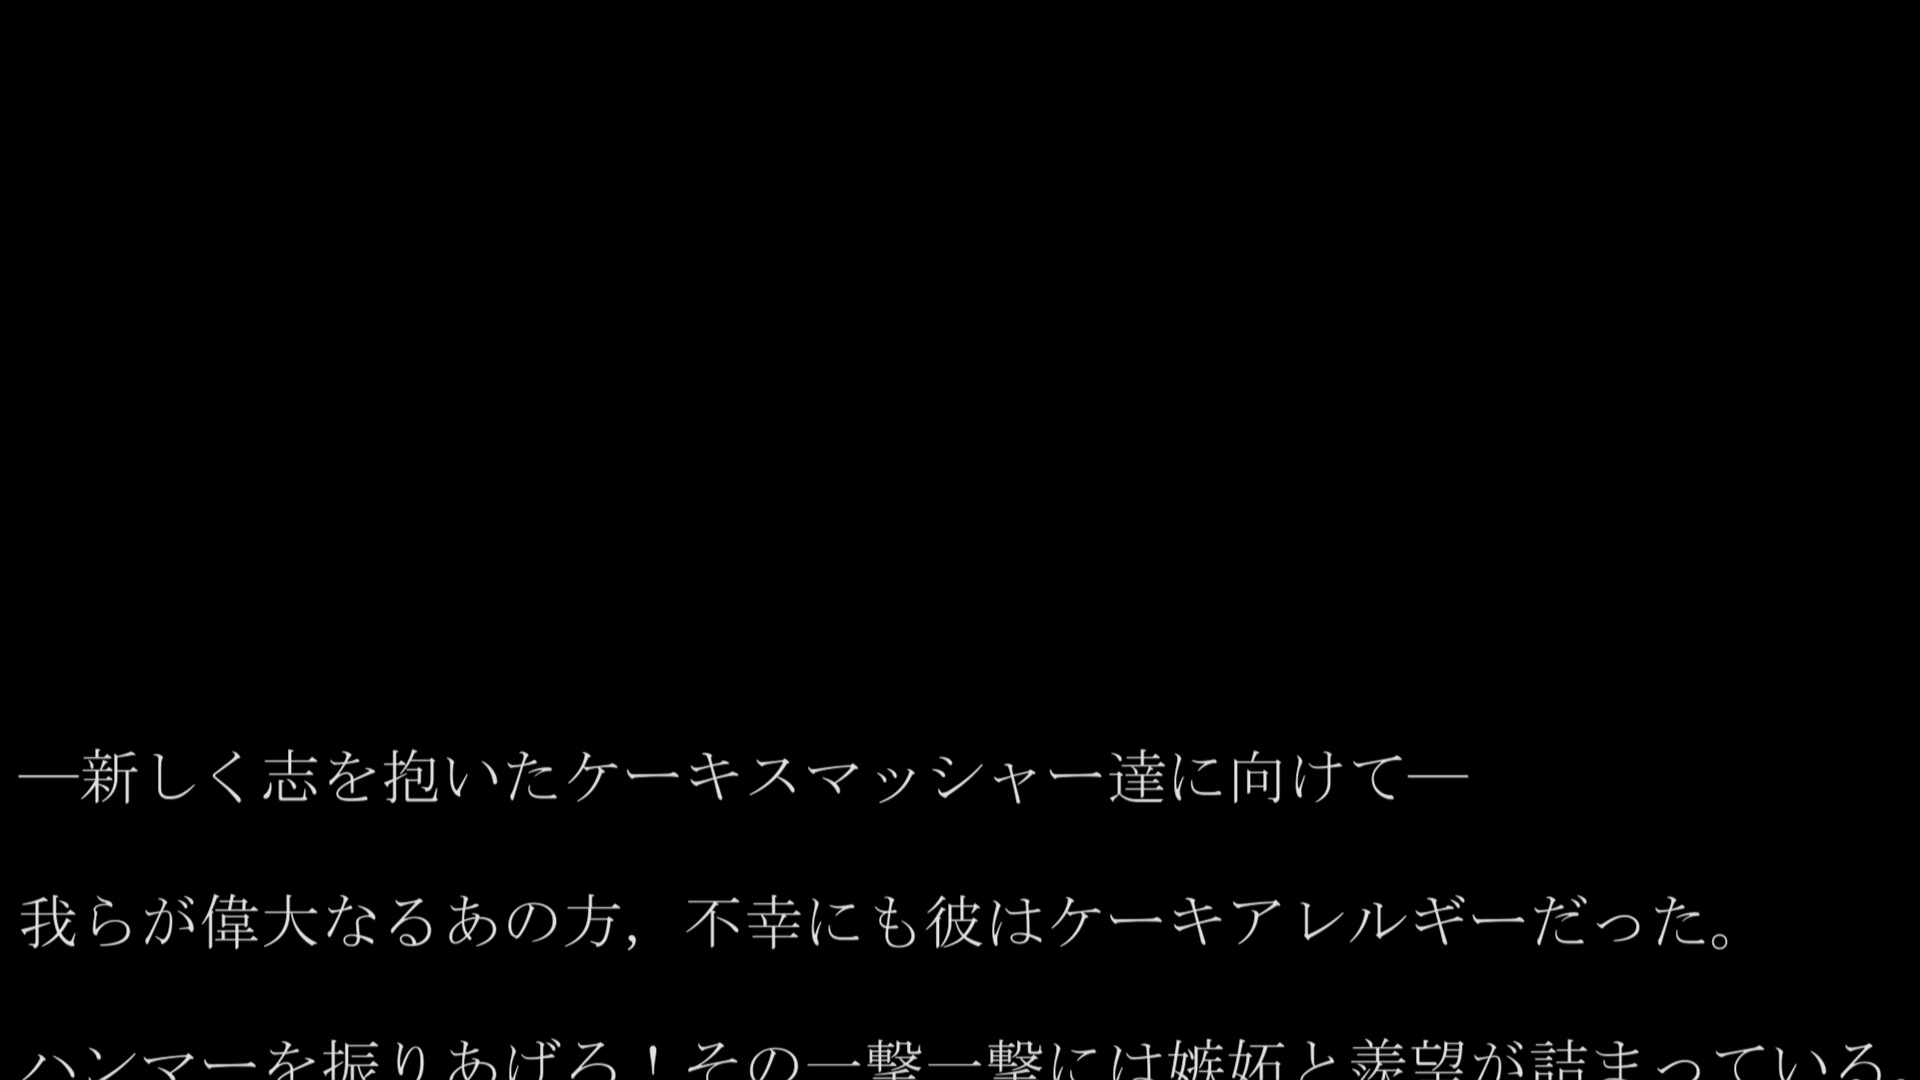 ―新しく志を抱いたケーキスマッシャー達に向けて―
我らが偉大なるあの方，不幸にも彼はケーキアレルギーだった。
ハンマーを振りあげろ！その一撃一撃には嫉妬と羨望が詰まっている。